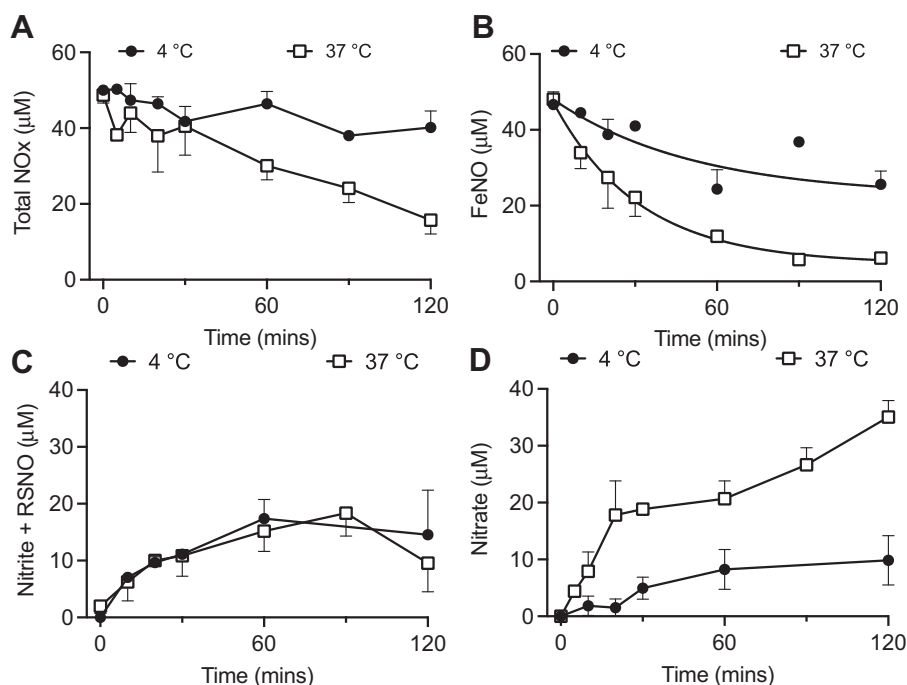 A
4 °C
37 °C
Total NOx (μM)
60
40
20
0
0
60
120
Time (mins)
B
4 °C
37 °C
FeNO (μM)
60
40
20
0
0
60
120
Time (mins)
C
4 °C
37 °C
Nitrite + RSNO (μM)
40
30
20
10
0
0
60
120
Time (mins)
D
4 °C
37 °C
Nitrate (μM)
40
30
20
10
0
0
60
120
Time (mins)